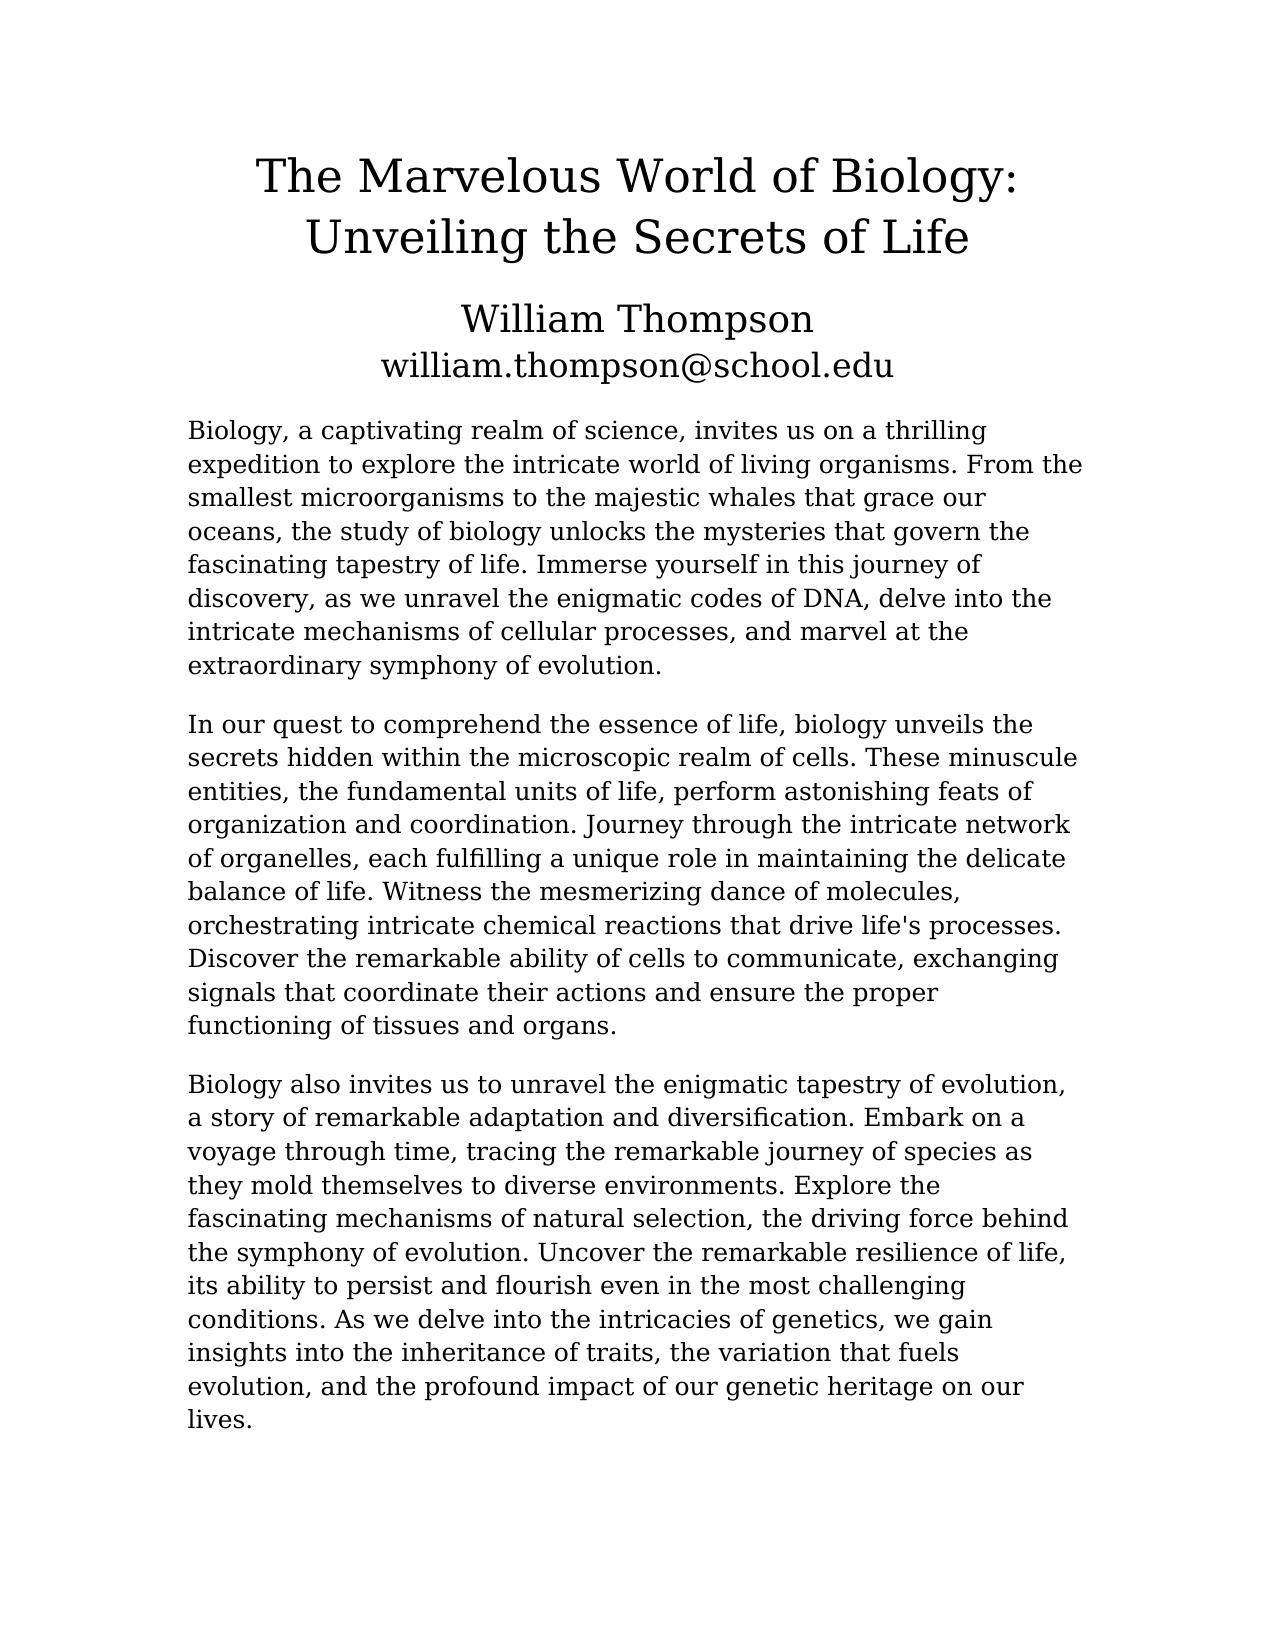 The Marvelous World of Biology:
Unveiling the Secrets of Life
William Thompson
william.thompson@school.edu
Biology, a captivating realm of science, invites us on a thrilling
expedition to explore the intricate world of living organisms. From the
smallest microorganisms to the majestic whales that grace our
oceans, the study of biology unlocks the mysteries that govern the
fascinating tapestry of life. Immerse yourself in this journey of
discovery, as we unravel the enigmatic codes of DNA, delve into the
intricate mechanisms of cellular processes, and marvel at the
extraordinary symphony of evolution.
In our quest to comprehend the essence of life, biology unveils the
secrets hidden within the microscopic realm of cells. These minuscule
entities, the fundamental units of life, perform astonishing feats of
organization and coordination. Journey through the intricate network
of organelles, each fulfilling a unique role in maintaining the delicate
balance of life. Witness the mesmerizing dance of molecules,
orchestrating intricate chemical reactions that drive life's processes.
Discover the remarkable ability of cells to communicate, exchanging
signals that coordinate their actions and ensure the proper
functioning of tissues and organs.
Biology also invites us to unravel the enigmatic tapestry of evolution,
a story of remarkable adaptation and diversification. Embark on a
voyage through time, tracing the remarkable journey of species as
they mold themselves to diverse environments. Explore the
fascinating mechanisms of natural selection, the driving force behind
the symphony of evolution. Uncover the remarkable resilience of life,
its ability to persist and flourish even in the most challenging
conditions. As we delve into the intricacies of genetics, we gain
insights into the inheritance of traits, the variation that fuels
evolution, and the profound impact of our genetic heritage on our
lives.